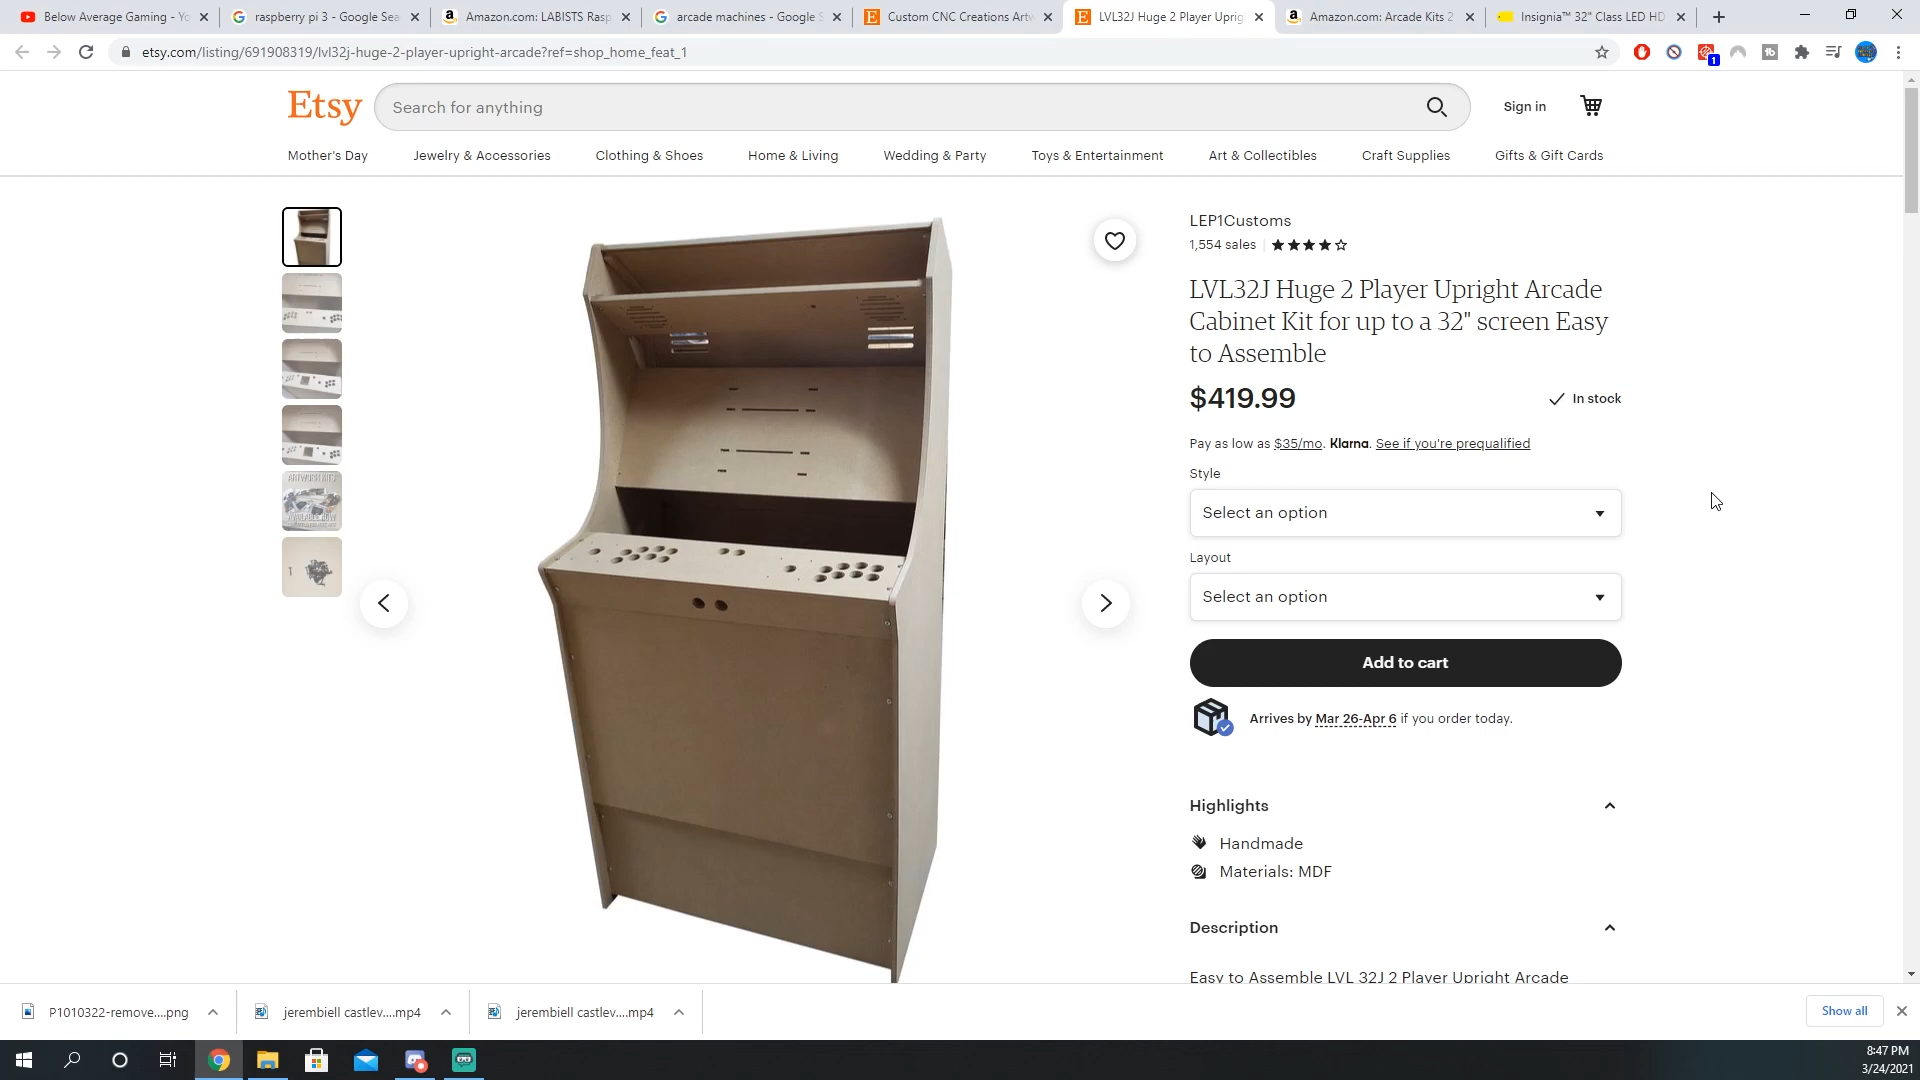 Below Average Gaming - Yo
raspberry pi 3 - Google Sea
Amazon.com: LABISTS Rasp
arcade machines - Google S
Custom CNC Creations Artw
LVL32J Huge 2 Player Uprig
Amazon.com: Arcade Kits 2
Insignia™ 32" Class LED HD
etsy.com/listing/691908319/lvl32j-huge-2-player-upright-arcade?ref=shop_home_feat_1
1
Etsy
Search for anything
Sign in
Mother's Day
Jewelry & Accessories
Clothing & Shoes
Home & Living
Wedding & Party
Toys & Entertainment
Art & Collectibles
Craft Supplies
Gifts & Gift Cards
LEP1Customs
1,554 sales
LVL32J Huge 2 Player Upright Arcade
Cabinet Kit for up to a 32" screen Easy
to Assemble
$419.99
In stock
Pay as low as $35/mo. Klarna. See if you're prequalified
Style
Select an option
Layout
Select an option
Add to cart
Arrives by Mar 26-Apr 6 if you order today.
Highlights
Handmade
Materials: MDF
Description
Easy to Assemble LVL 32J 2 Player Upright Arcade
ARTWORK KITS
AVAILABLE NOW
P1010322-remove....png
jerembiell castlev....mp4
jerembiell castlev....mp4
Show all
8:47 PM
3/24/2021